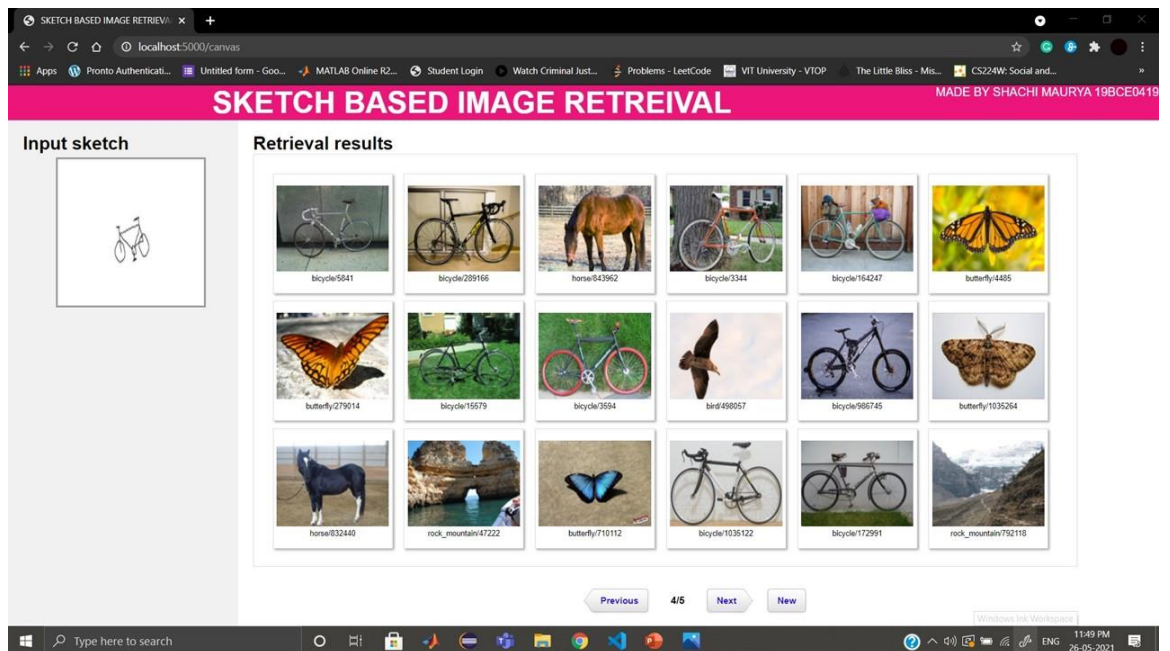 SKETCH BASED IMAGE RETRIEVA
localhost:5000/canvas
Apps Pronto Authenticati... Untitled form - Goo... MATLAB Online R2... Student Login Watch Criminal Just... Problems - LeetCode VIT University - VTOP The Little Bliss - Mis... CS224W: Social and... »
SKETCH BASED IMAGE RETREIVAL
MADE BY SHACHI MAURYA 19BCE0419
Input sketch
Retrieval results
bicycle/5841 bicycle/289166 horse/843962 bicycle/3344 bicycle/164247 butterfly/4485
butterfly/279014 bicycle/15579 bicycle/3594 bird/498057 bicycle/986745 butterfly/1035264
horse/832440 rock_mountain/47222 butterfly/710112 bicycle/1035122 bicycle/172991 rock_mountain/792118
Previous 4/5 Next New
Windows Ink Workspace
Type here to search
ENG
11:49 PM
26-05-2021